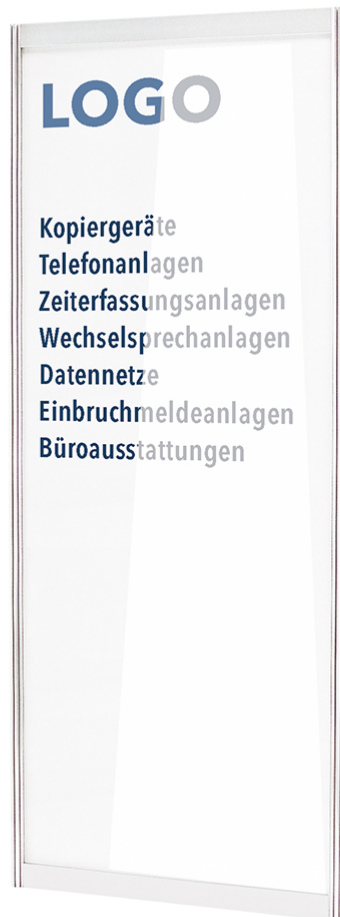 LOGO
Kopiergeräte
Telefonanlagen
Zeiterfassungsanlagen
Wechselsprechanlagen
Datennetze
Einbruchmeldeanlagen
Büroausstattungen